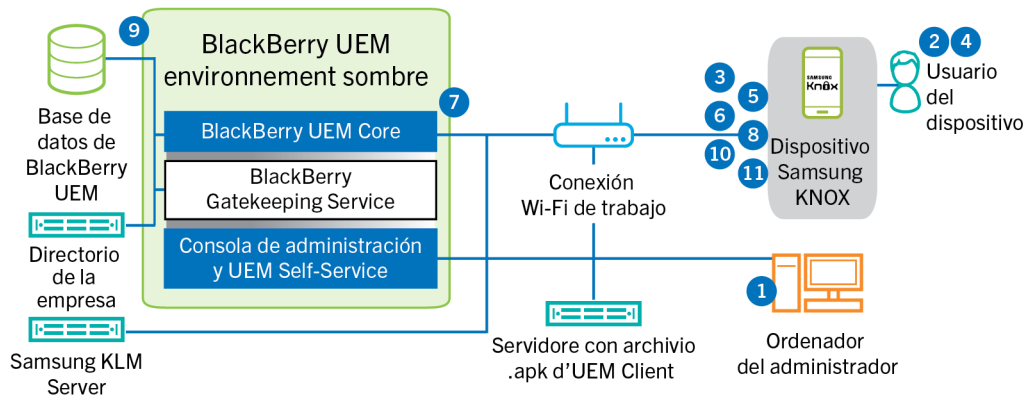 9
BlackBerry UEM
environnement sombre
2 4
Usuario
del
dispositivo
3
5
6
7
8
10
11
SAMSUNG
Knox
Dispositivo
Samsung
KNOX
Base de
datos de
BlackBerry
UEM
BlackBerry UEM Core
BlackBerry
Gatekeeping Service
Consola de administración
y UEM Self-Service
Conexión
Wi-Fi de trabajo
Directorio
de la
empresa
1
Samsung KLM
Server
Servidore con archivio
.apk d'UEM Client
Ordenador
del administrador